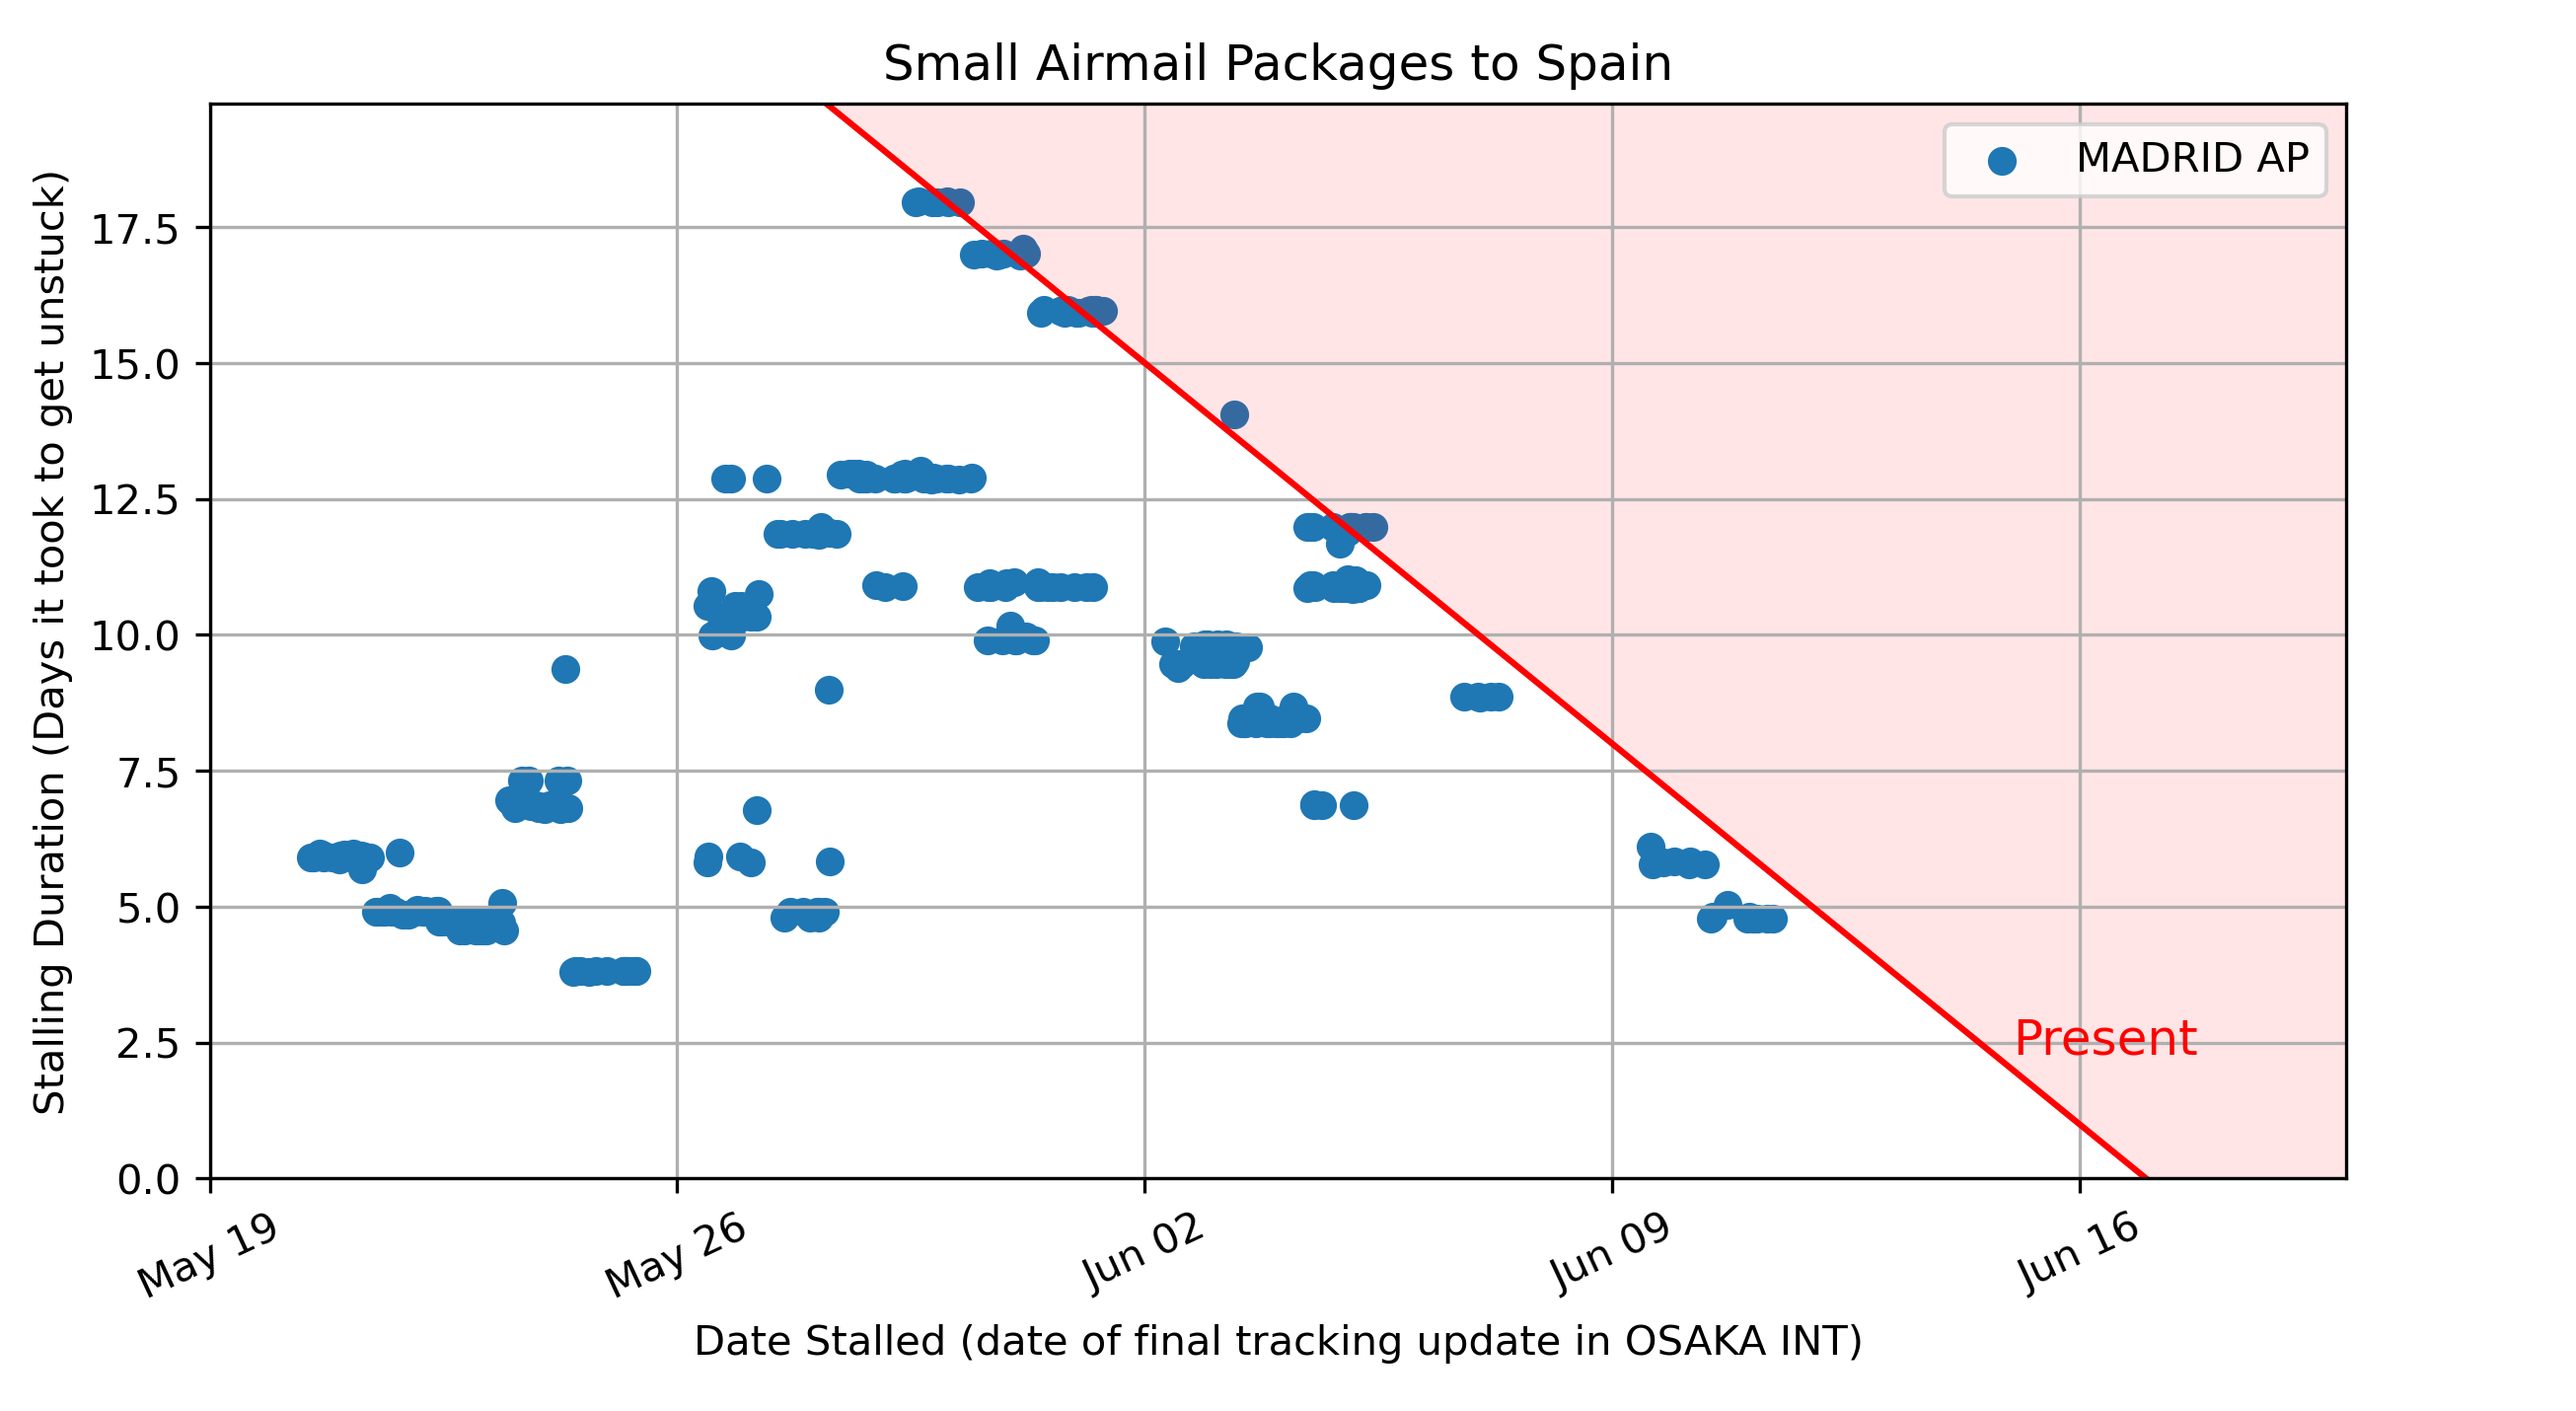 Small Airmail Packages to Spain
MADRID AP
Stalling Duration (Days it took to get unstuck)
17.5
15.0
12.5
10.0
7.5
5.0
2.5
0.0
Present
May 19
May 26
Jun 02
Jun 09
Jun 16
Date Stalled (date of final tracking update in OSAKA INT)